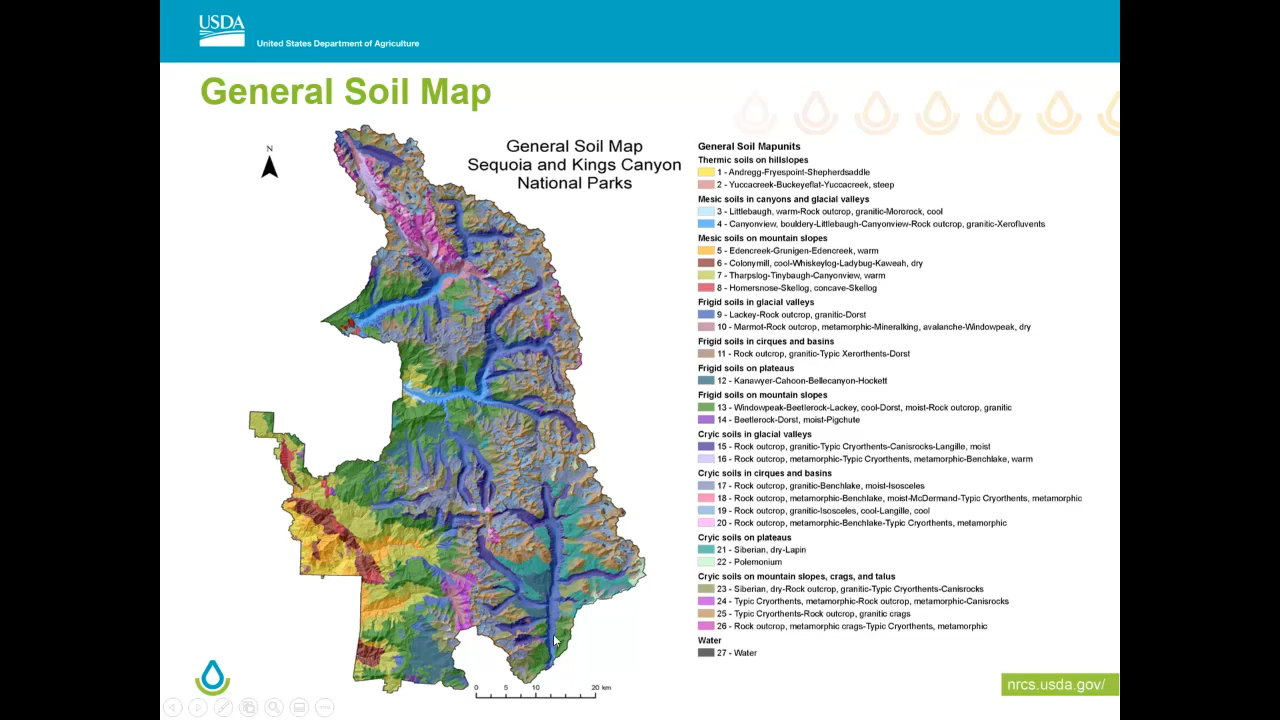 USDA
United States Department of Agriculture
General Soil Map
N
General Soil Map
Sequoia and Kings Canyon
National Parks
0 5 10 20 km
General Soil Mapunits
Thermic soils on hillslopes
1 - Andregg-Fryespoint-Shepherdsaddle
2 - Yuccacreek-Buckeyeflat-Yuccacreek, steep
Mesic soils in canyons and glacial valleys
3 - Littlebaugh, warm-Rock outcrop, granitic-Mororock, cool
4 - Canyonview, bouldery-Littlebaugh-Canyonview-Rock outcrop, granitic-Xerofluvents
Mesic soils on mountain slopes
5 - Edencreek-Grunigen-Edencreek, warm
6 - Colonymill, cool-Whiskeylog-Ladybug-Kaweah, dry
7 - Tharpslog-Tinybaugh-Canyonview, warm
8 - Homersnose-Skellog, concave-Skellog
Frigid soils in glacial valleys
9 - Lackey-Rock outcrop, granitic-Dorst
10 - Marmot-Rock outcrop, metamorphic-Mineralking, avalanche-Windowpeak, dry
Frigid soils in cirques and basins
11 - Rock outcrop, granitic-Typic Xerorthents-Dorst
Frigid soils on plateaus
12 - Kanawyer-Cahoon-Bellecanyon-Hockett
Frigid soils on mountain slopes
13 - Windowpeak-Beetlerock-Lackey, cool-Dorst, moist-Rock outcrop, granitic
14 - Beetlerock-Dorst, moist-Pigchute
Cryic soils in glacial valleys
15 - Rock outcrop, granitic-Typic Cryorthents-Canisrocks-Langille, moist
16 - Rock outcrop, metamorphic-Typic Cryorthents, metamorphic-Benchlake, warm
Cryic soils in cirques and basins
17 - Rock outcrop, granitic-Benchlake, moist-Isosceles
18 - Rock outcrop, metamorphic-Benchlake, moist-McDermand-Typic Cryorthents, metamorphic
19 - Rock outcrop, granitic-Isosceles, cool-Langille, cool
20 - Rock outcrop, metamorphic-Benchlake-Typic Cryorthents, metamorphic
Cryic soils on plateaus
21 - Siberian, dry-Lapin
22 - Polemonium
Cryic soils on mountain slopes, crags, and talus
23 - Siberian, dry-Rock outcrop, granitic-Typic Cryorthents-Canisrocks
24 - Typic Cryorthents, metamorphic-Rock outcrop, metamorphic-Canisrocks
25 - Typic Cryorthents-Rock outcrop, granitic crags
26 - Rock outcrop, metamorphic crags-Typic Cryorthents, metamorphic
Water
27 - Water
nrcs.usda.gov/